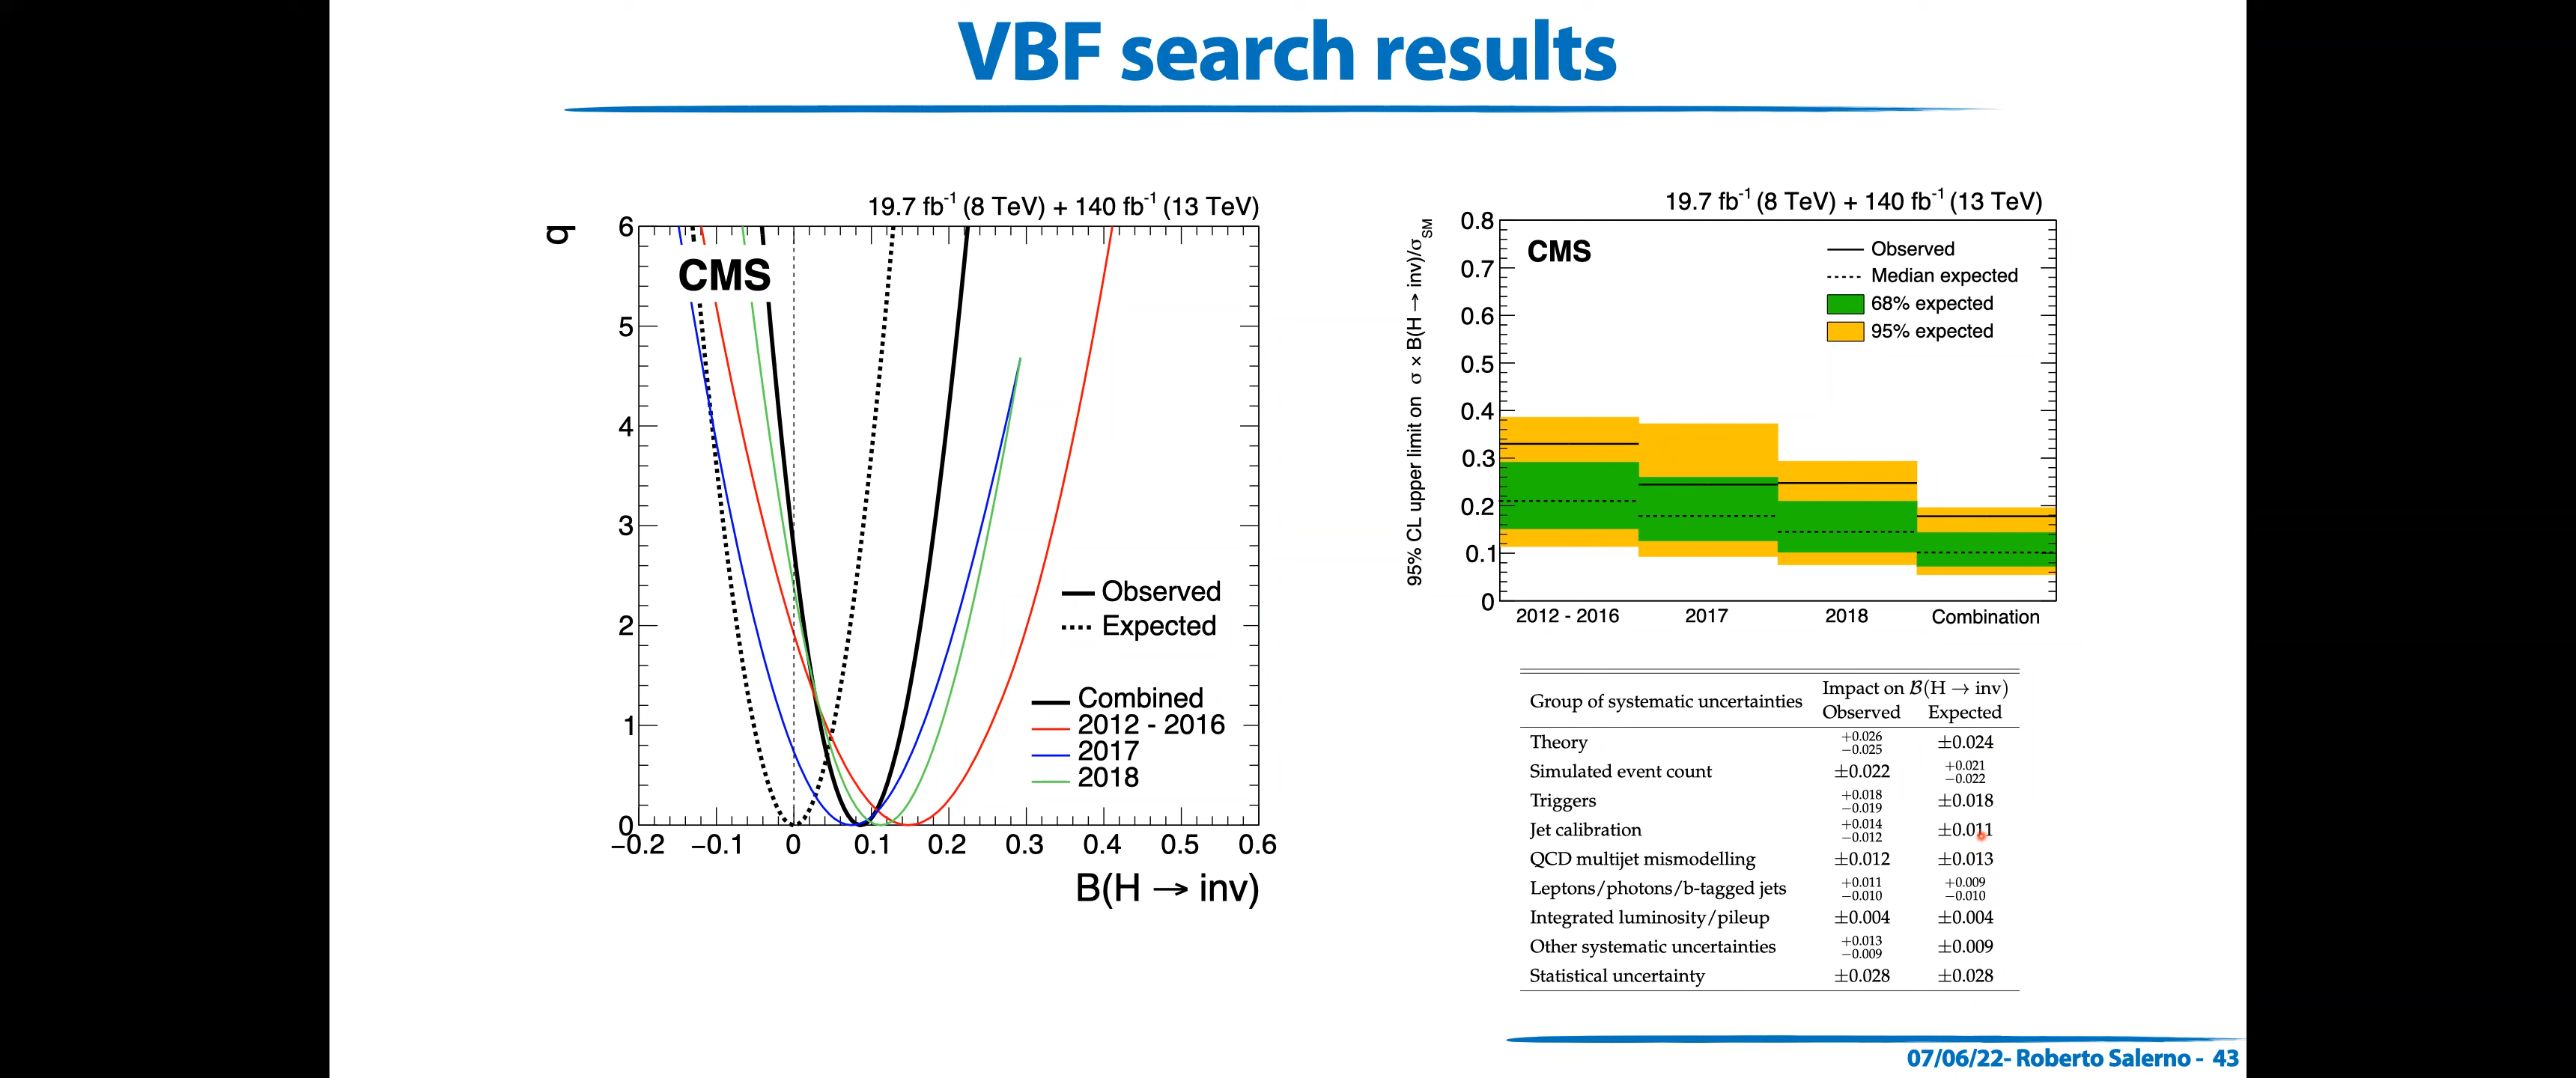 VBF search results
19.7 fb⁻¹ (8 TeV) + 140 fb⁻¹ (13 TeV)
q
6
CMS
5
4
3
2
1
0
Observed
Expected
Combined
2012 - 2016
2017
2018
−0.2 −0.1 0 0.1 0.2 0.3 0.4 0.5 0.6
B(H → inv)
19.7 fb⁻¹ (8 TeV) + 140 fb⁻¹ (13 TeV)
95% CL upper limit on σ × B(H → inv)/σ_SM
0.8
0.7
0.6
0.5
0.4
0.3
0.2
0.1
0
CMS
Observed
Median expected
68% expected
95% expected
2012 - 2016 2017 2018 Combination
Group of systematic uncertainties Impact on ℬ(H → inv)
Observed Expected
Theory +0.026 −0.025 ±0.024
Simulated event count ±0.022 +0.021 −0.022
Triggers +0.018 −0.019 ±0.018
Jet calibration +0.014 −0.012 ±0.011
QCD multijet mismodelling ±0.012 ±0.013
Leptons/photons/b-tagged jets +0.011 −0.010 +0.009 −0.010
Integrated luminosity/pileup ±0.004 ±0.004
Other systematic uncertainties +0.013 −0.009 ±0.009
Statistical uncertainty ±0.028 ±0.028
07/06/22- Roberto Salerno - 43